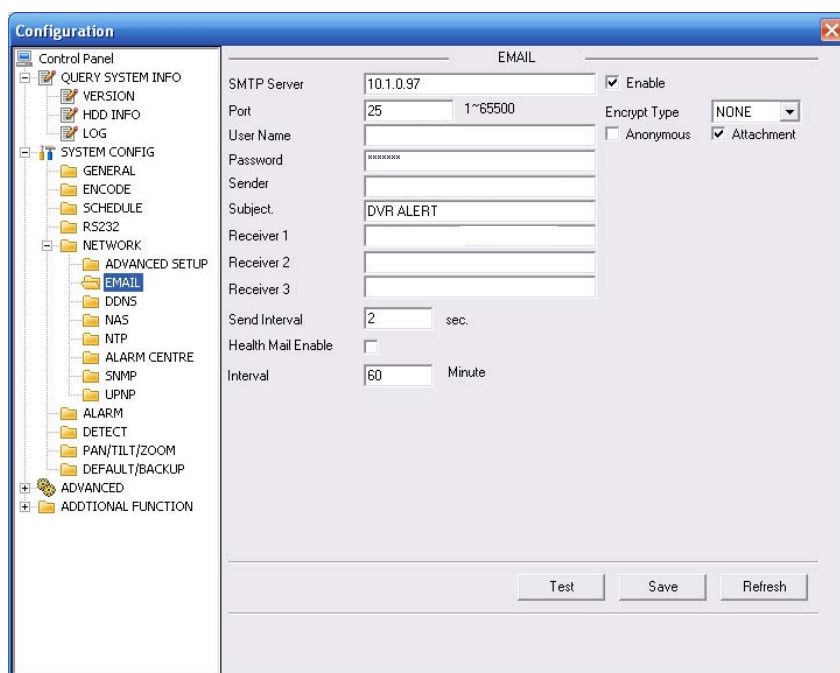 Configuration
Control Panel
QUERY SYSTEM INFO
VERSION
HDD INFO
LOG
SYSTEM CONFIG
GENERAL
ENCODE
SCHEDULE
RS232
NETWORK
ADVANCED SETUP
EMAIL
DDNS
NAS
NTP
ALARM CENTRE
SNMP
UPNP
ALARM
DETECT
PAN/TILT/ZOOM
DEFAULT/BACKUP
ADVANCED
ADDTIONAL FUNCTION
EMAIL
SMTP Server 10.1.0.97 Enable
Port 25 1~65500 Encrypt Type NONE
User Name Anonymous Attachment
Password *******
Sender
Subject. DVR ALERT
Receiver 1
Receiver 2
Receiver 3
Send Interval 2 sec.
Health Mail Enable
Interval 60 Minute
Test Save Refresh